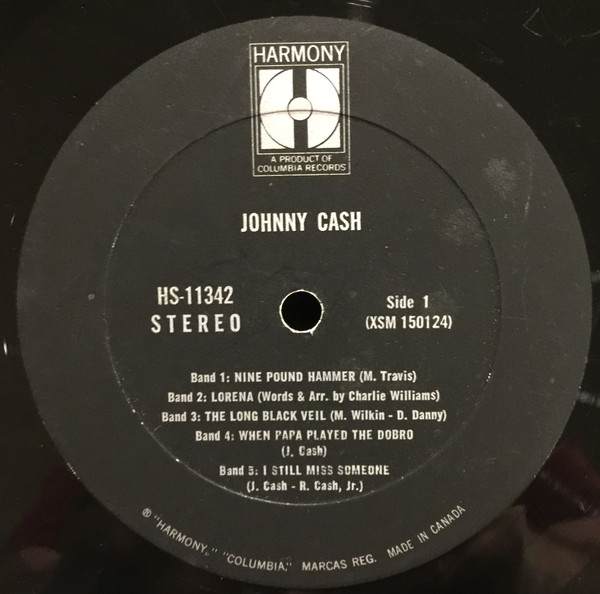 HARMONY
A PRODUCT OF
COLUMBIA RECORDS
JOHNNY CASH
HS-11342
STEREO
Side 1
(XSM 150124)
Band 1: NINE POUND HAMMER (M. Travis)
Band 2: LORENA (Words & Arr. by Charlie Williams)
Band 3: THE LONG BLACK VEIL (M. Wilkin - D. Danny)
Band 4: WHEN PAPA PLAYED THE DOBRO
(J. Cash)
Band 5: I STILL MISS SOMEONE
(J. Cash - R. Cash, Jr.)
® "HARMONY," "COLUMBIA," MARCAS REG. MADE IN CANADA